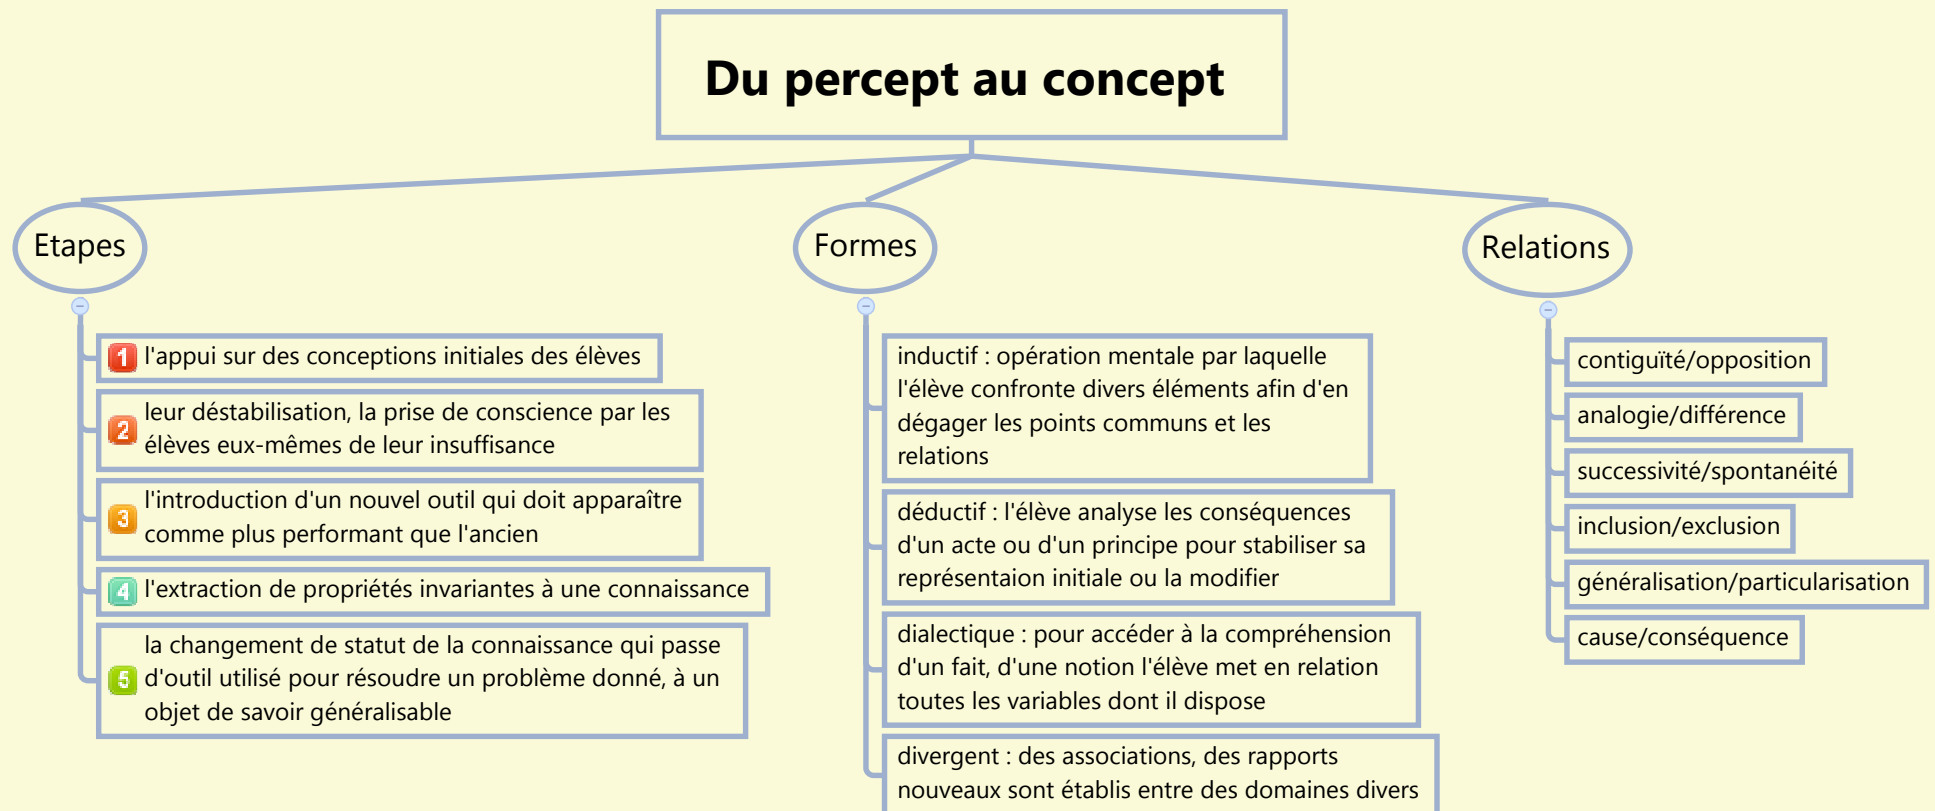 Du percept au concept
Etapes
1 l'appui sur des conceptions initiales des élèves
2 leur déstabilisation, la prise de conscience par les
élèves eux-mêmes de leur insuffisance
3 l'introduction d'un nouvel outil qui doit apparaître
comme plus performant que l'ancien
4 l'extraction de propriétés invariantes à une connaissance
5 la changement de statut de la connaissance qui passe
d'outil utilisé pour résoudre un problème donné, à un
objet de savoir généralisable
Formes
inductif : opération mentale par laquelle
l'élève confronte divers éléments afin d'en
dégager les points communs et les
relations
déductif : l'élève analyse les conséquences
d'un acte ou d'un principe pour stabiliser sa
représentaion initiale ou la modifier
dialectique : pour accéder à la compréhension
d'un fait, d'une notion l'élève met en relation
toutes les variables dont il dispose
divergent : des associations, des rapports
nouveaux sont établis entre des domaines divers
Relations
contiguïté/opposition
analogie/différence
successivité/spontanéité
inclusion/exclusion
généralisation/particularisation
cause/conséquence